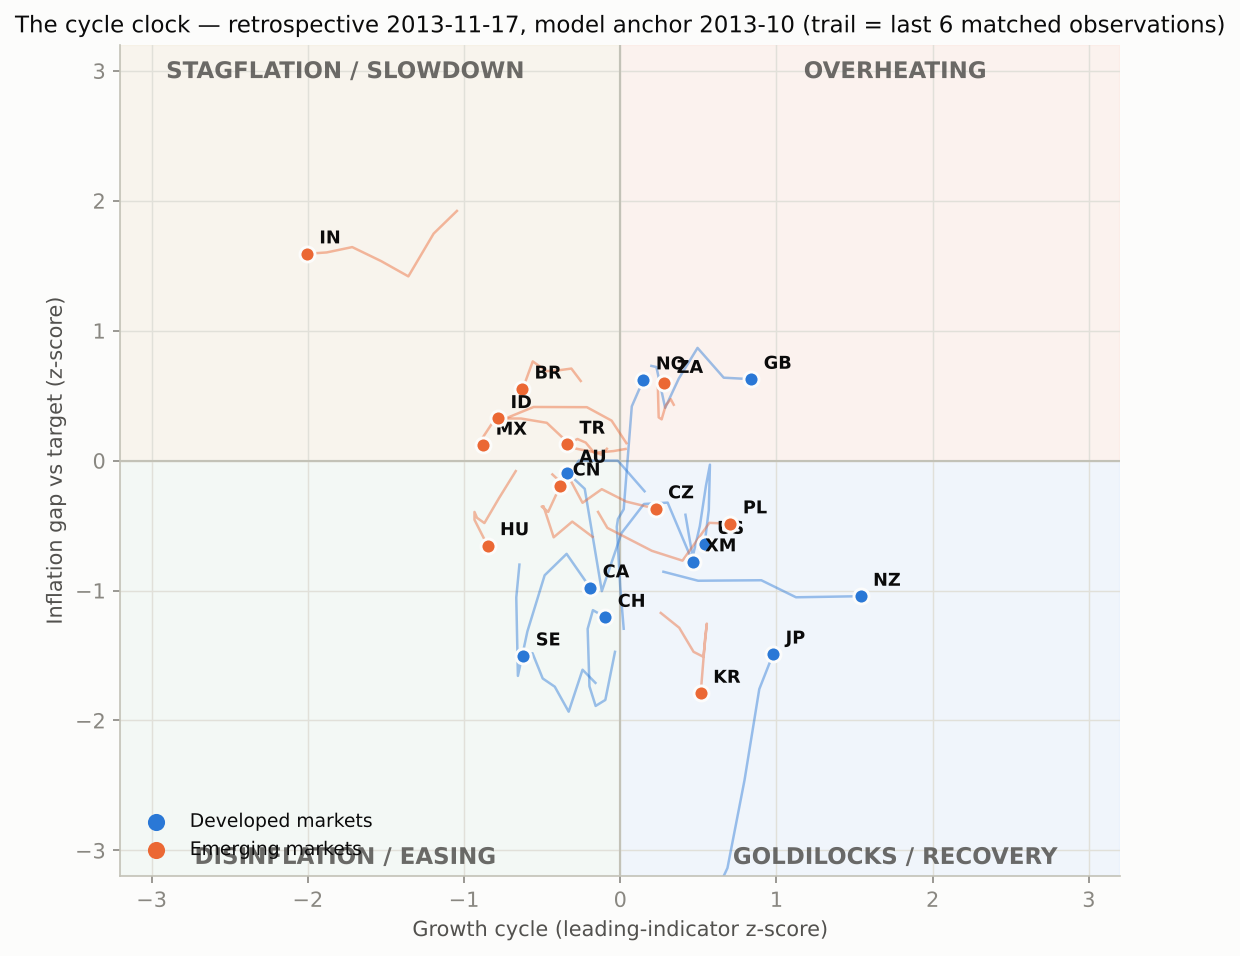 The cycle clock — retrospective 2013-11-17, model anchor 2013-10 (trail = last 6 matched observations)
STAGFLATION / SLOWDOWN
OVERHEATING
3
2
1
0
−1
−2
−3
Inflation gap vs target (z-score)
IN
BR
ID
MX
TR
AU
CN
HU
NO
ZA
GB
CZ
PL
US
XM
CA
CH
NZ
SE
JP
KR
Developed markets
Emerging markets
DISINFLATION / EASING
GOLDILOCKS / RECOVERY
−3
−2
−1
0
1
2
3
Growth cycle (leading-indicator z-score)